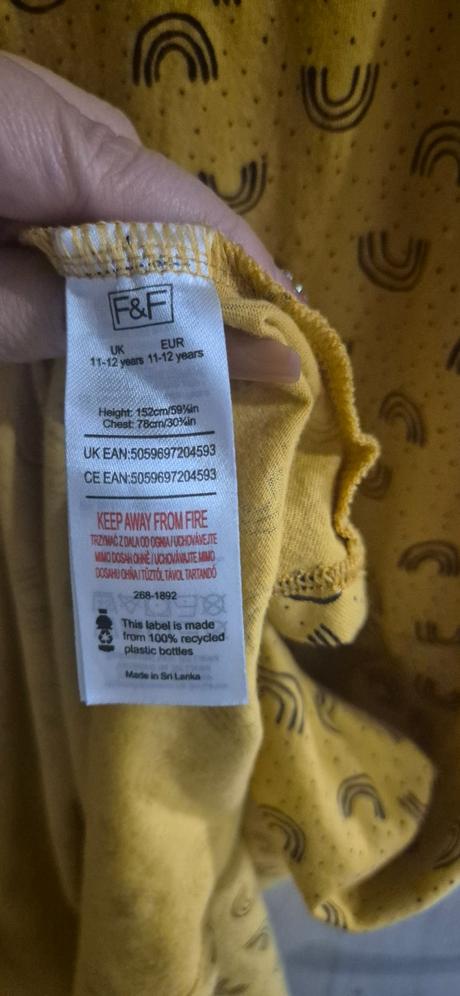 F&F
UK EUR
11-12 years 11-12 years
Height: 152cm/59¾in
Chest: 78cm/30¾in
UK EAN:5059697204593
CE EAN:5059697204593
KEEP AWAY FROM FIRE
TRZYMAĆ Z DALA OD OGNIA/UCHOVÁVEJTE
MIMO DOSAH OHNĚ/UCHOVÁVAJTE MIMO
DOSAHU OHŇA/TŰZTŐL TÁVOL TARTANDÓ
268-1892
This label is made
from 100% recycled
plastic bottles
Made in Sri Lanka